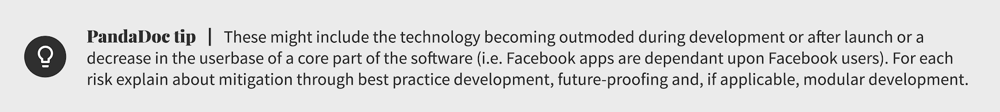 PandaDoc tip | These might include the technology becoming outmoded during development or after launch or a
decrease in the userbase of a core part of the software (i.e. Facebook apps are dependant upon Facebook users). For each
risk explain about mitigation through best practice development, future-proofing and, if applicable, modular development.